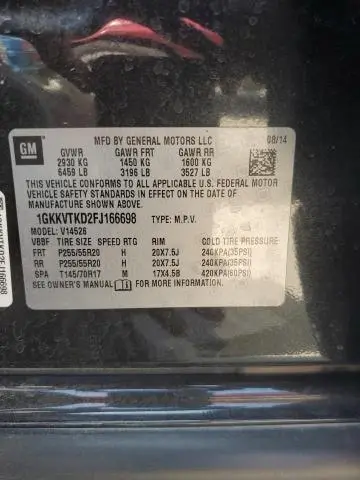 GM
MFD BY GENERAL MOTORS LLC 08/14
GVWR GAWR FRT GAWR RR
2930 KG 1450 KG 1600 KG
6459 LB 3196 LB 3527 LB
THIS VEHICLE CONFORMS TO ALL APPLICABLE U.S. FEDERAL MOTOR
VEHICLE SAFETY STANDARDS IN EFFECT ON THE DATE OF
MANUFACTURE SHOWN ABOVE.
1GKKVTKD2FJ166698 TYPE: M.P.V.
MODEL: V14526
VBBF TIRE SIZE SPEED RTG RIM COLD TIRE PRESSURE
FRT P255/55R20 H 20X7.5J 240KPA(35PSI)
RR P255/55R20 H 20X7.5J 240KPA(35PSI)
SPA T145/70R17 M 17X4.5B 420KPA(60PSI)
SEE OWNER'S MANUAL FOR MORE INFORMATION.